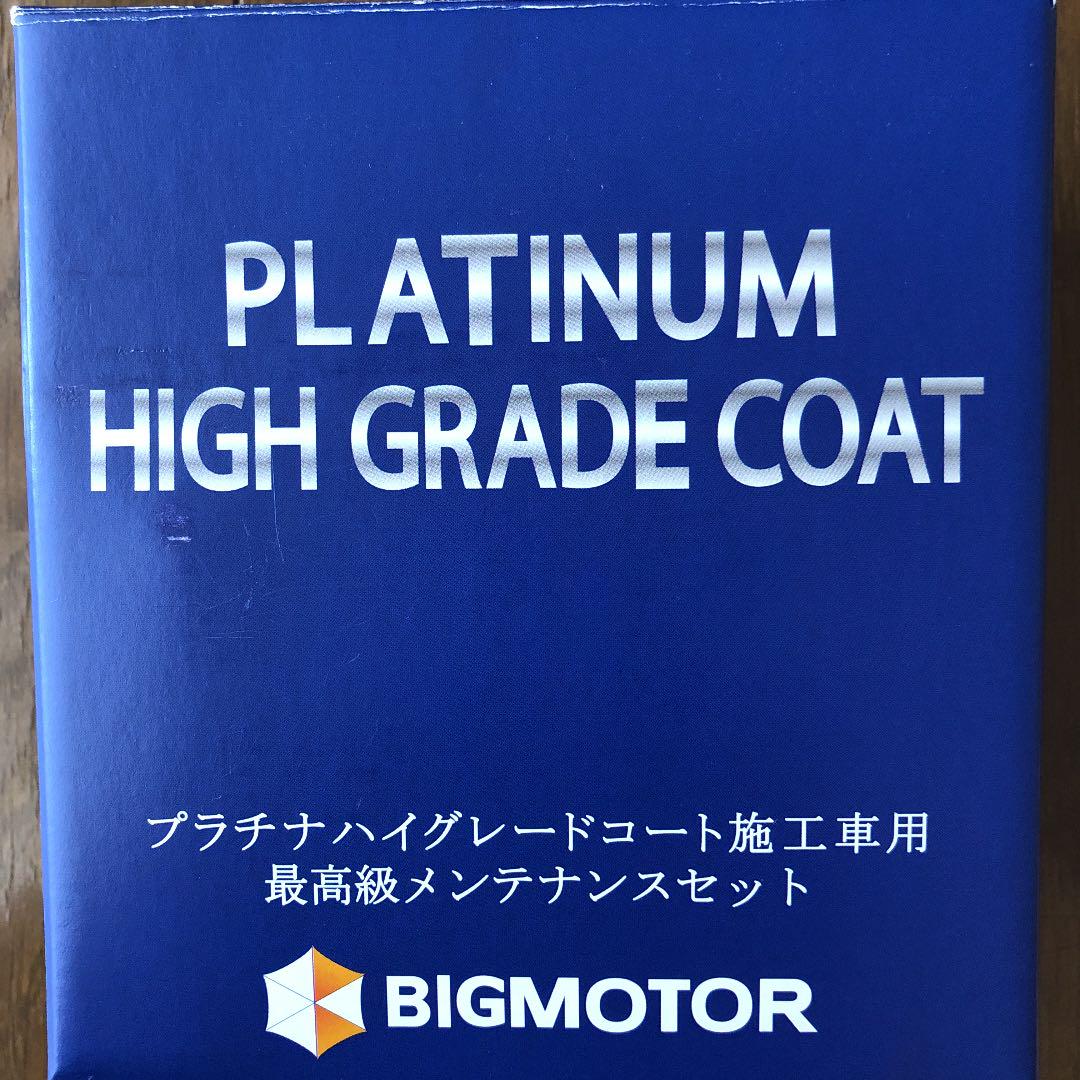 PLATINUM
HIGH GRADE COAT
プラチナハイグレードコート施工車用
最高級メンテナンスセット
BIGMOTOR